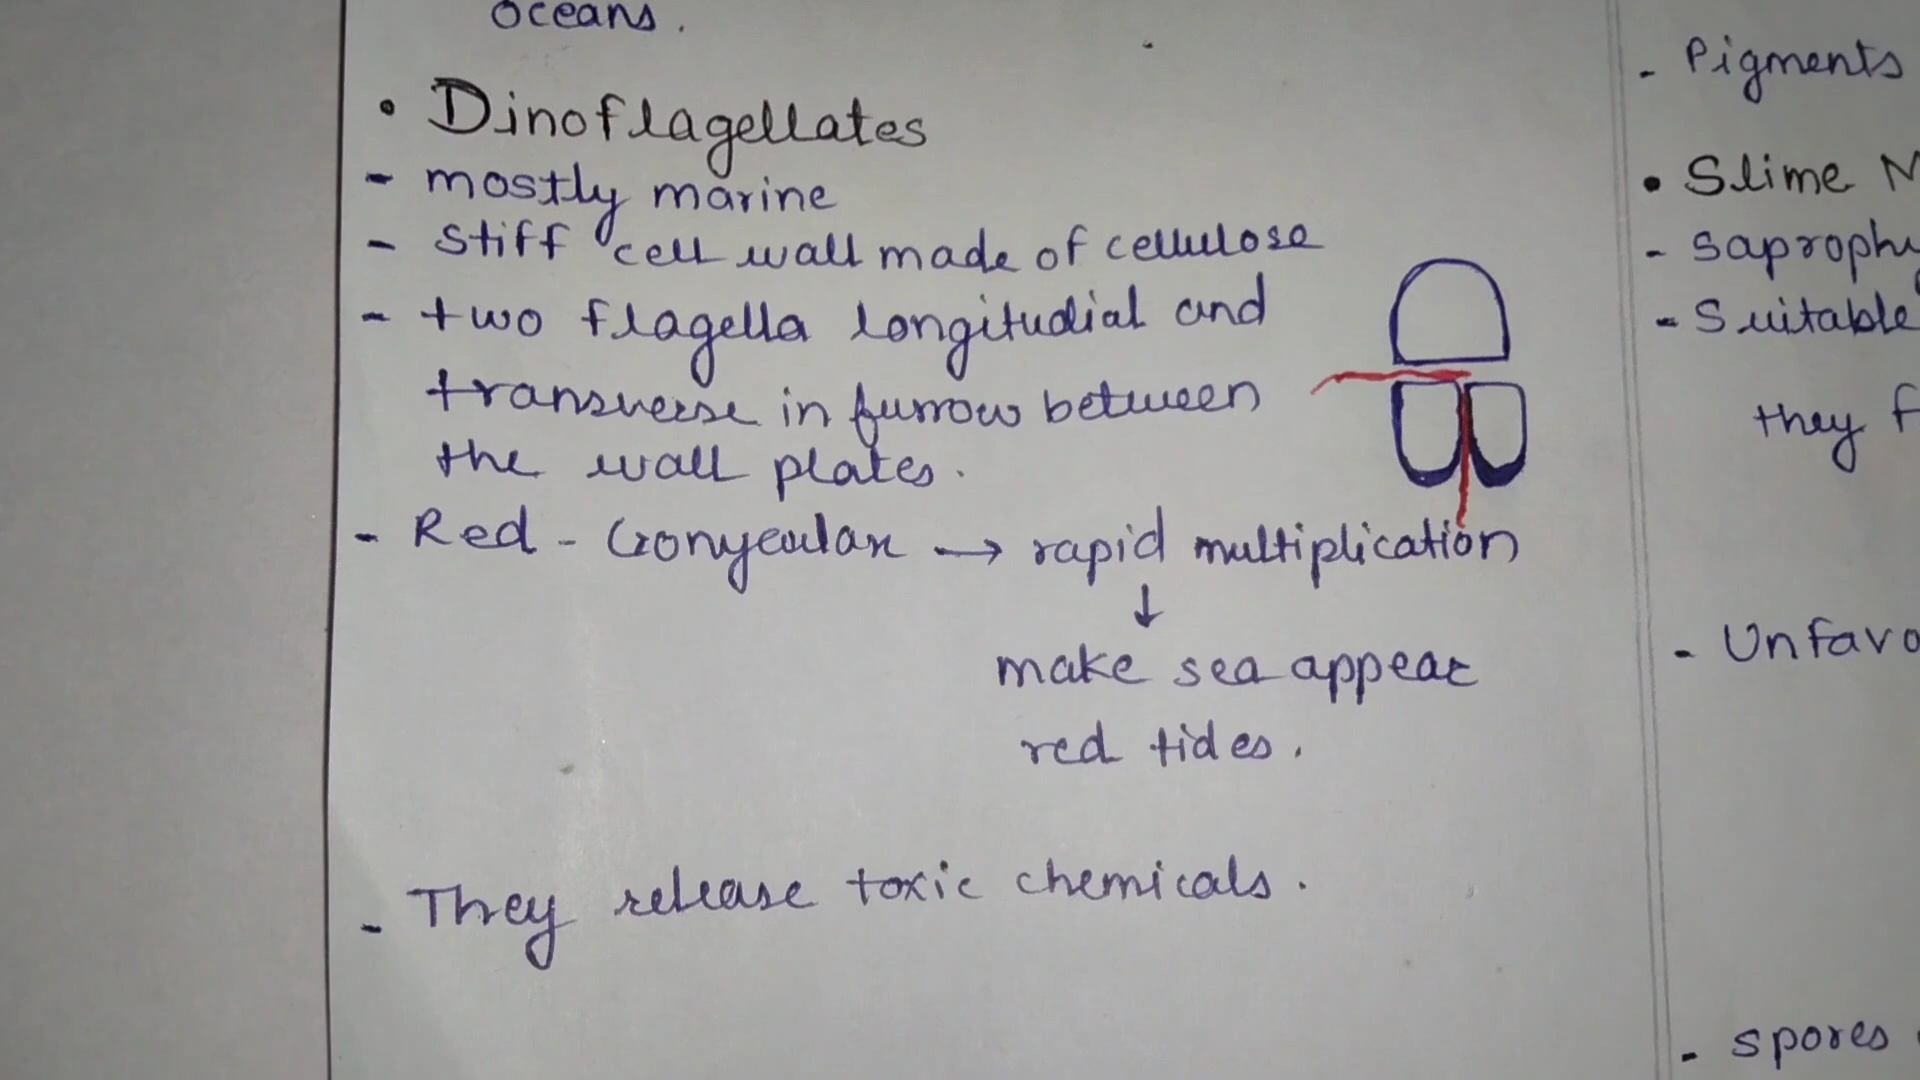 oceans.
• Dinoflagellates
- mostly marine
- stiff cell wall made of cellulose
- two flagella longitudial and
transverse in furrow between
the wall plates.
- Red - Gonyeulax → rapid multiplication
↓
make sea appear
red tides.
- They release toxic chemicals.
- Pigments
• Slime M
- saprophy
- Suitable
they f
- Unfavo
- spores